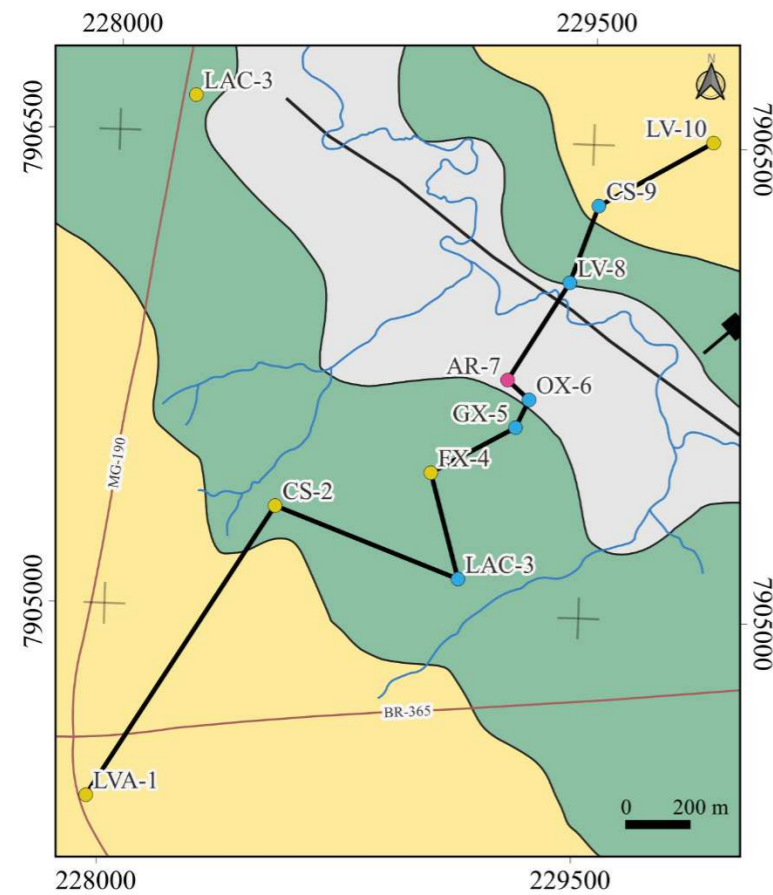 228000 229500
N
LAC-3
7906500
LV-10
7906500
CS-9
LV-8
AR-7
OX-6
GX-5
FX-4
MG-190
CS-2
LAC-3
7905000
7905000
BR-365
LVA-1
0 200 m
228000 229500